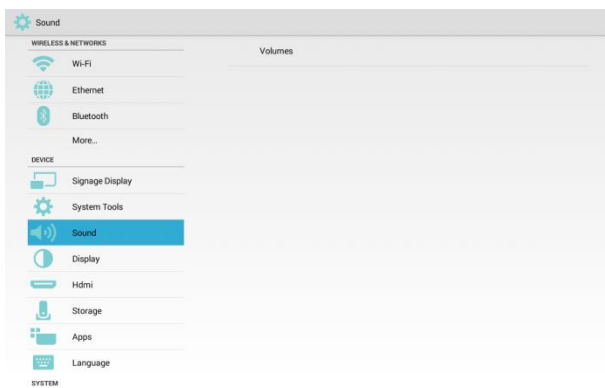 Sound
WIRELESS & NETWORKS
Wi-Fi
Ethernet
Bluetooth
More...
DEVICE
Signage Display
System Tools
Sound
Display
Hdmi
Storage
Apps
Language
SYSTEM
Volumes